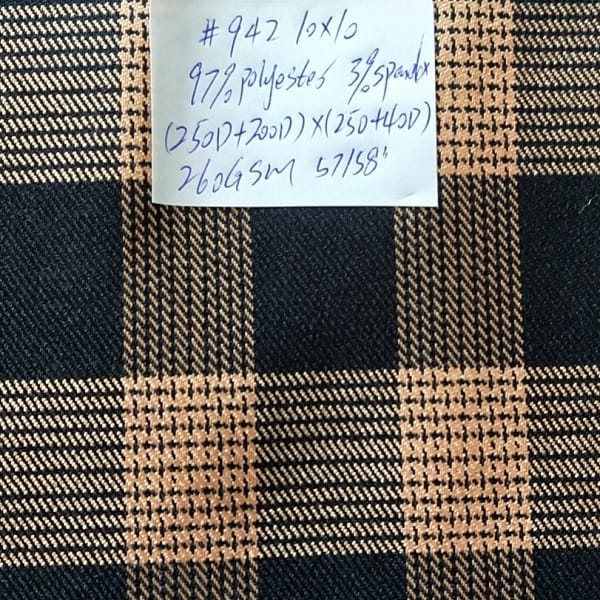 # 942 10x10
97% polyester 3% spandex
(250D+200D))x(250+40D)
260GSM 57/58"